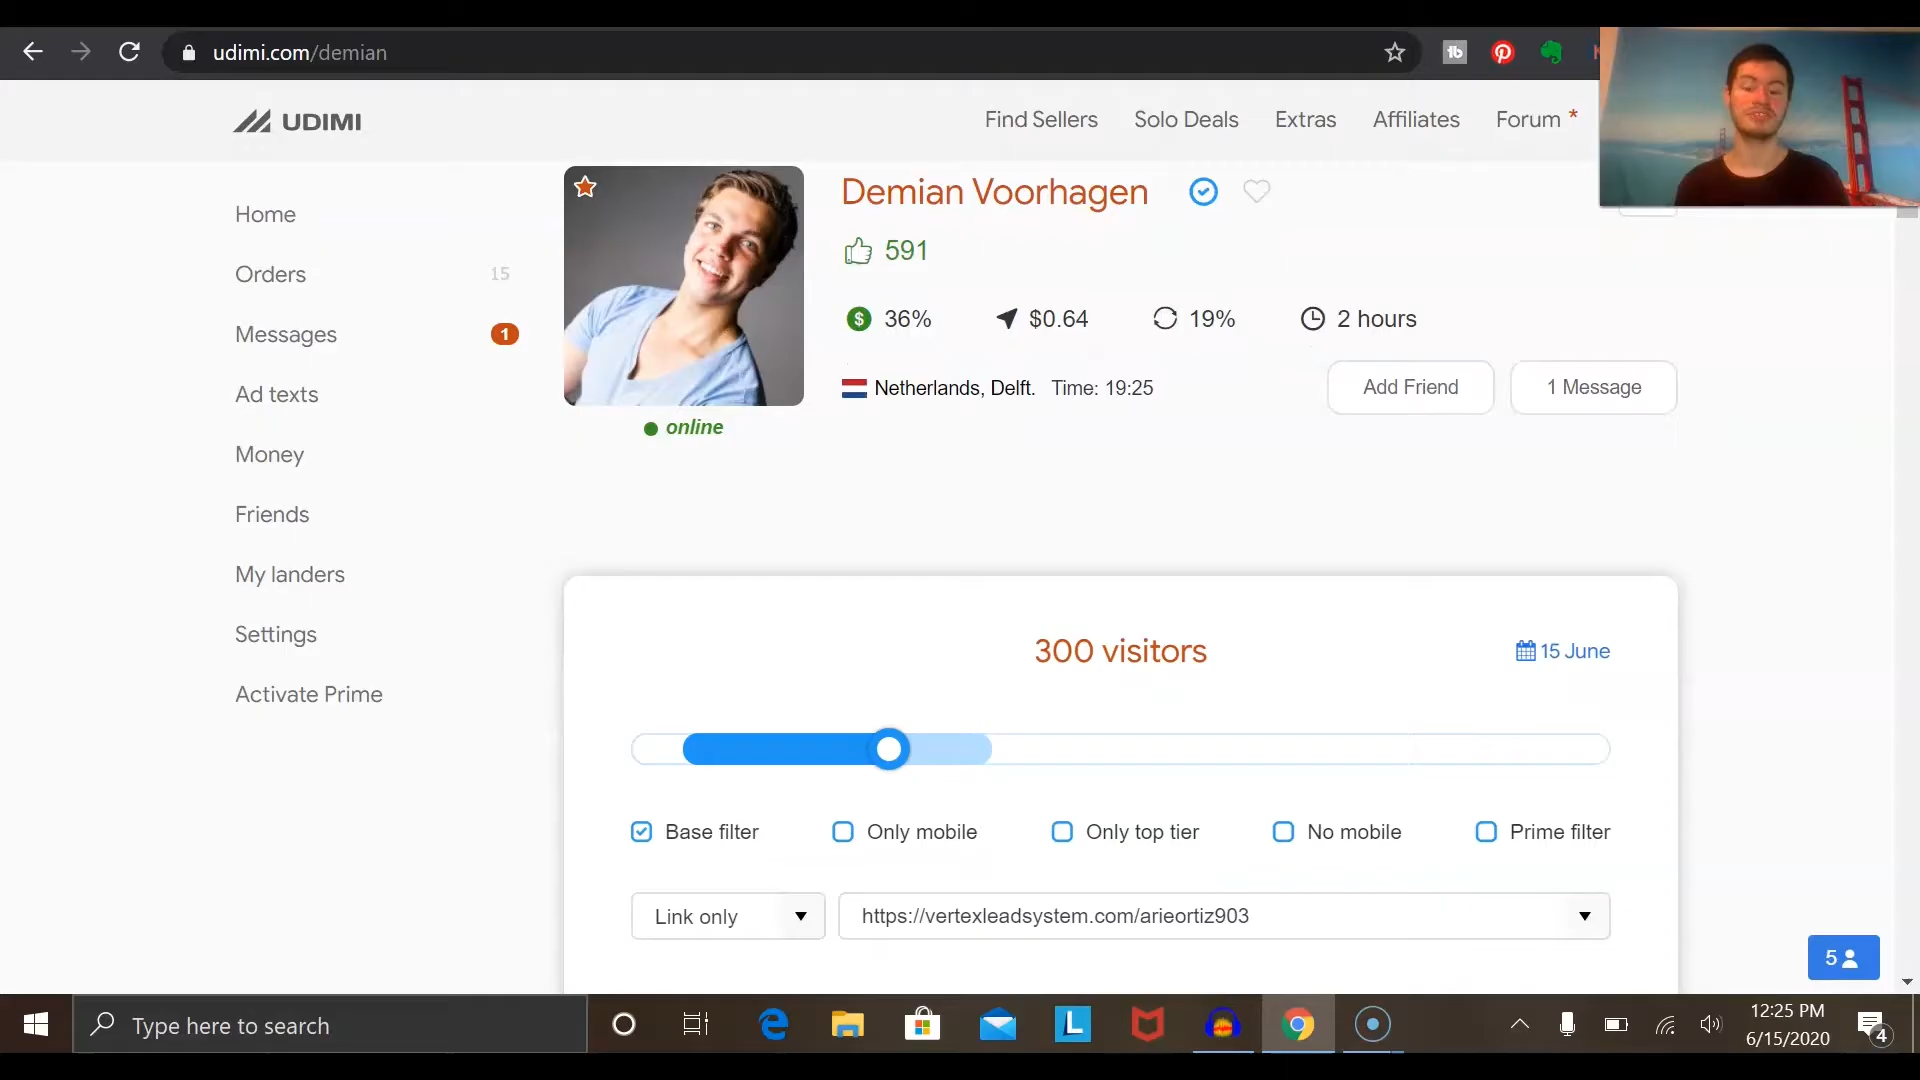 udimi.com/demian
UDIMI
Find Sellers Solo Deals Extras Affiliates Forum *
Home
Orders 15
Messages 1
Ad texts
Money
Friends
My landers
Settings
Activate Prime
Demian Voorhagen
591
$ 36% $0.64 19% 2 hours
Netherlands, Delft. Time: 19:25
Add Friend 1 Message
online
300 visitors
15 June
Base filter Only mobile Only top tier No mobile Prime filter
Link only https://vertexleadsystem.com/arieortiz903
5
Type here to search
L
12:25 PM
6/15/2020
4